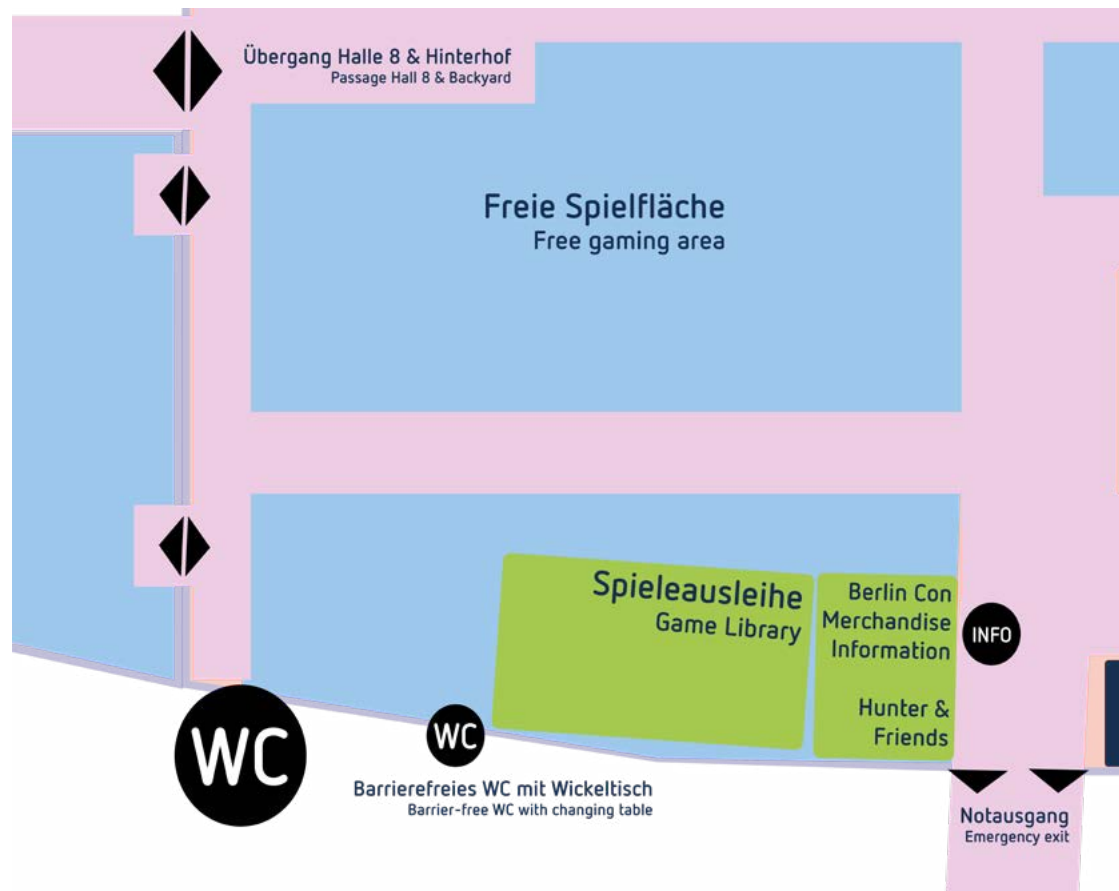 Übergang Halle 8 & Hinterhof
Passage Hall 8 & Backyard
Freie Spielfläche
Free gaming area
Spieleausleihe
Game Library
Berlin Con
Merchandise
Information
Hunter &
Friends
INFO
WC
WC
Barrierefreies WC mit Wickeltisch
Barrier-free WC with changing table
Notausgang
Emergency exit